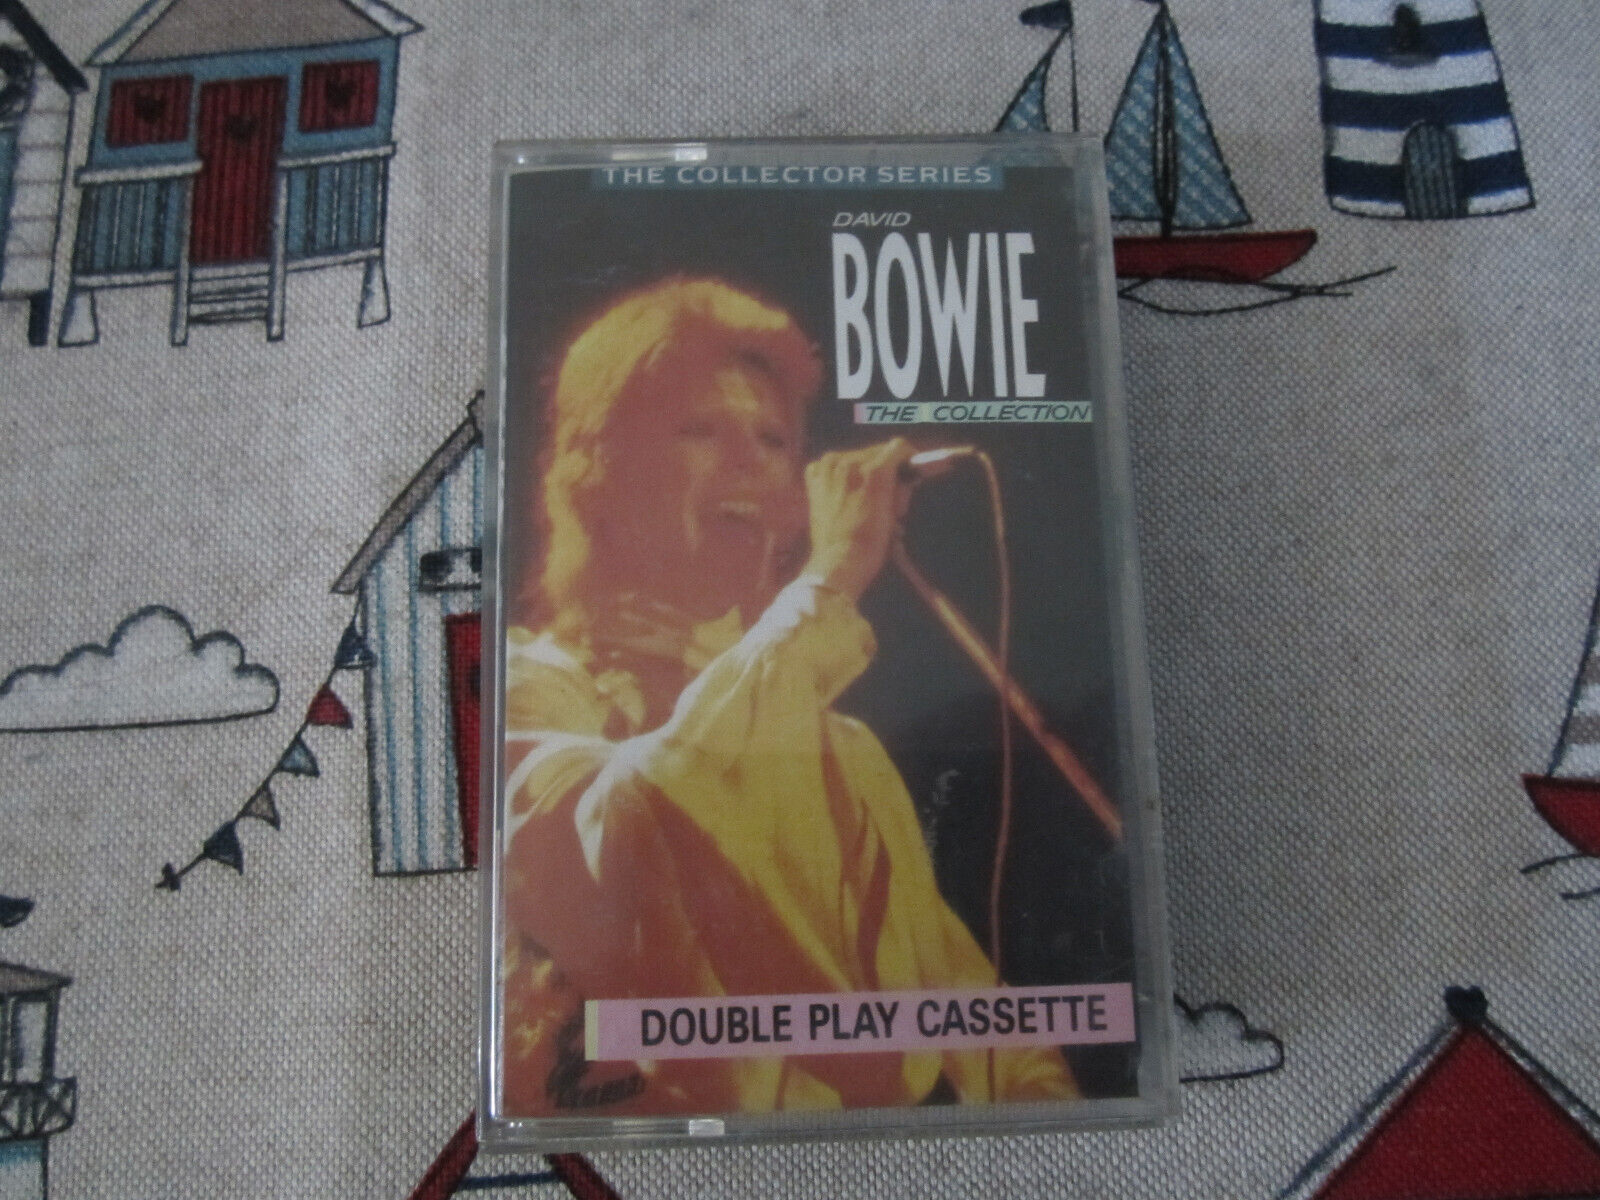 THE COLLECTOR SERIES
DAVID
BOWIE
THE COLLECTION
DOUBLE PLAY CASSETTE